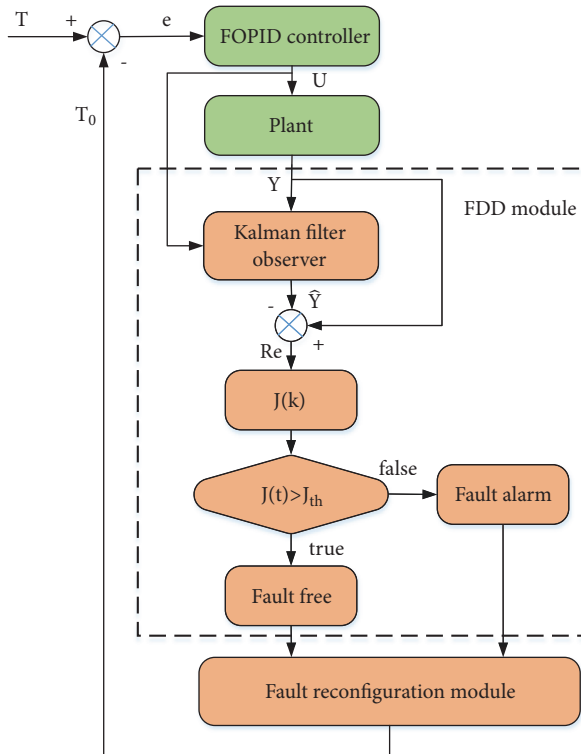 T
+
e
FOPID controller
-
U
T₀
Plant
Y
FDD module
Kalman filter
observer
-
Ŷ
+
Re
J(k)
false
J(t)>Jth
Fault alarm
true
Fault free
Fault reconfiguration module